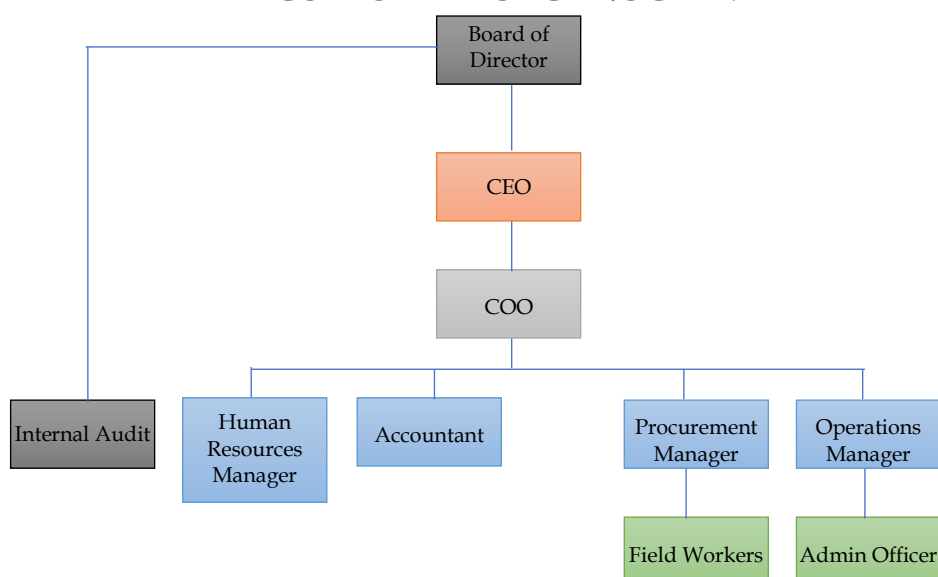 Board of
Director
CEO
COO
Internal Audit
Human
Resources
Manager
Accountant
Procurement
Manager
Operations
Manager
Field Workers
Admin Officer